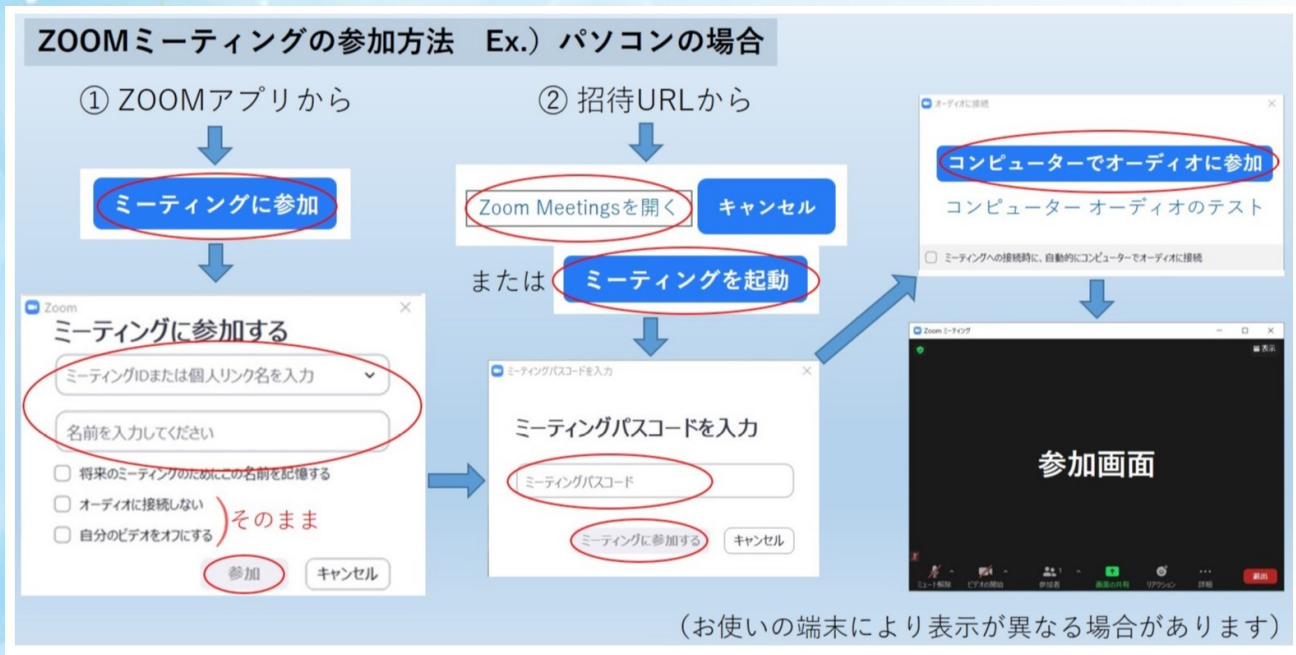 ZOOMミーティングの参加方法 Ex.）パソコンの場合
① ZOOMアプリから
ミーティングに参加
Zoom
ミーティングに参加する
ミーティングIDまたは個人リンク名を入力
名前を入力してください
将来のミーティングのためにこの名前を記憶する
オーディオに接続しない
自分のビデオをオフにする
そのまま
参加
キャンセル
② 招待URLから
Zoom Meetingsを開く
キャンセル
または
ミーティングを起動
ミーティングパスコードを入力
ミーティングパスコードを入力
ミーティングパスコード
ミーティングに参加する
キャンセル
オーディオに接続
コンピューターでオーディオに参加
コンピューター オーディオのテスト
ミーティングへの接続時に、自動的にコンピューターでオーディオに接続
Zoom ミーティング
表示
参加画面
ミュート解除
ビデオの開始
1
参加者
画面の共有
リアクション
詳細
退出
（お使いの端末により表示が異なる場合があります）